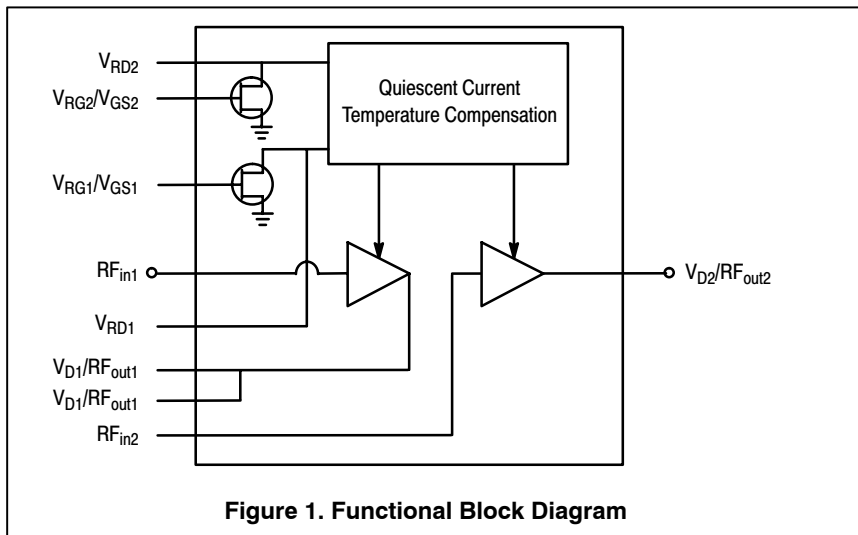 V_RD2
V_RG2/V_GS2
Quiescent Current
Temperature Compensation
V_RG1/V_GS1
RF_in1
V_D2/RF_out2
V_RD1
V_D1/RF_out1
V_D1/RF_out1
RF_in2
Figure 1. Functional Block Diagram